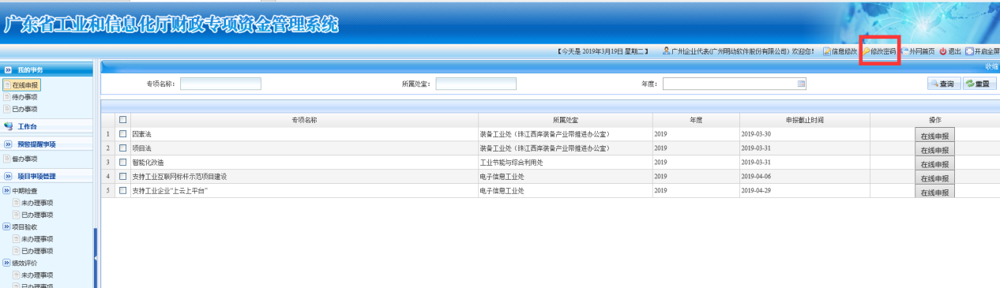 广东省工业和信息化厅财政专项资金管理系统
【今天是 2019年3月19日 星期二】 广州企业代表(广州明动软件股份有限公司) 欢迎您! 信息修改 修改密码 外网首页 退出 开启全屏
我的事务
收缩
在线申报
专项名称: 所属处室: 年度: 查询 重置
待办事项
已办事项
工作台
预警提醒事项
督办事项
项目事项管理
中期检查
未办理事项
已办理事项
项目验收
未办理事项
已办理事项
绩效评价
未办理事项
已办理事项
专项名称 所属处室 年度 申报截止时间 操作
1 因素法 装备工业处(珠江西岸装备产业带推进办公室) 2019 2019-03-30 在线申报
2 项目法 装备工业处(珠江西岸装备产业带推进办公室) 2019 2019-03-31 在线申报
3 智能化改造 工业节能与综合利用处 2019 2019-03-31 在线申报
4 支持工业互联网标杆示范项目建设 电子信息工业处 2019 2019-04-06 在线申报
5 支持工业企业“上云上平台” 电子信息工业处 2019 2019-04-29 在线申报